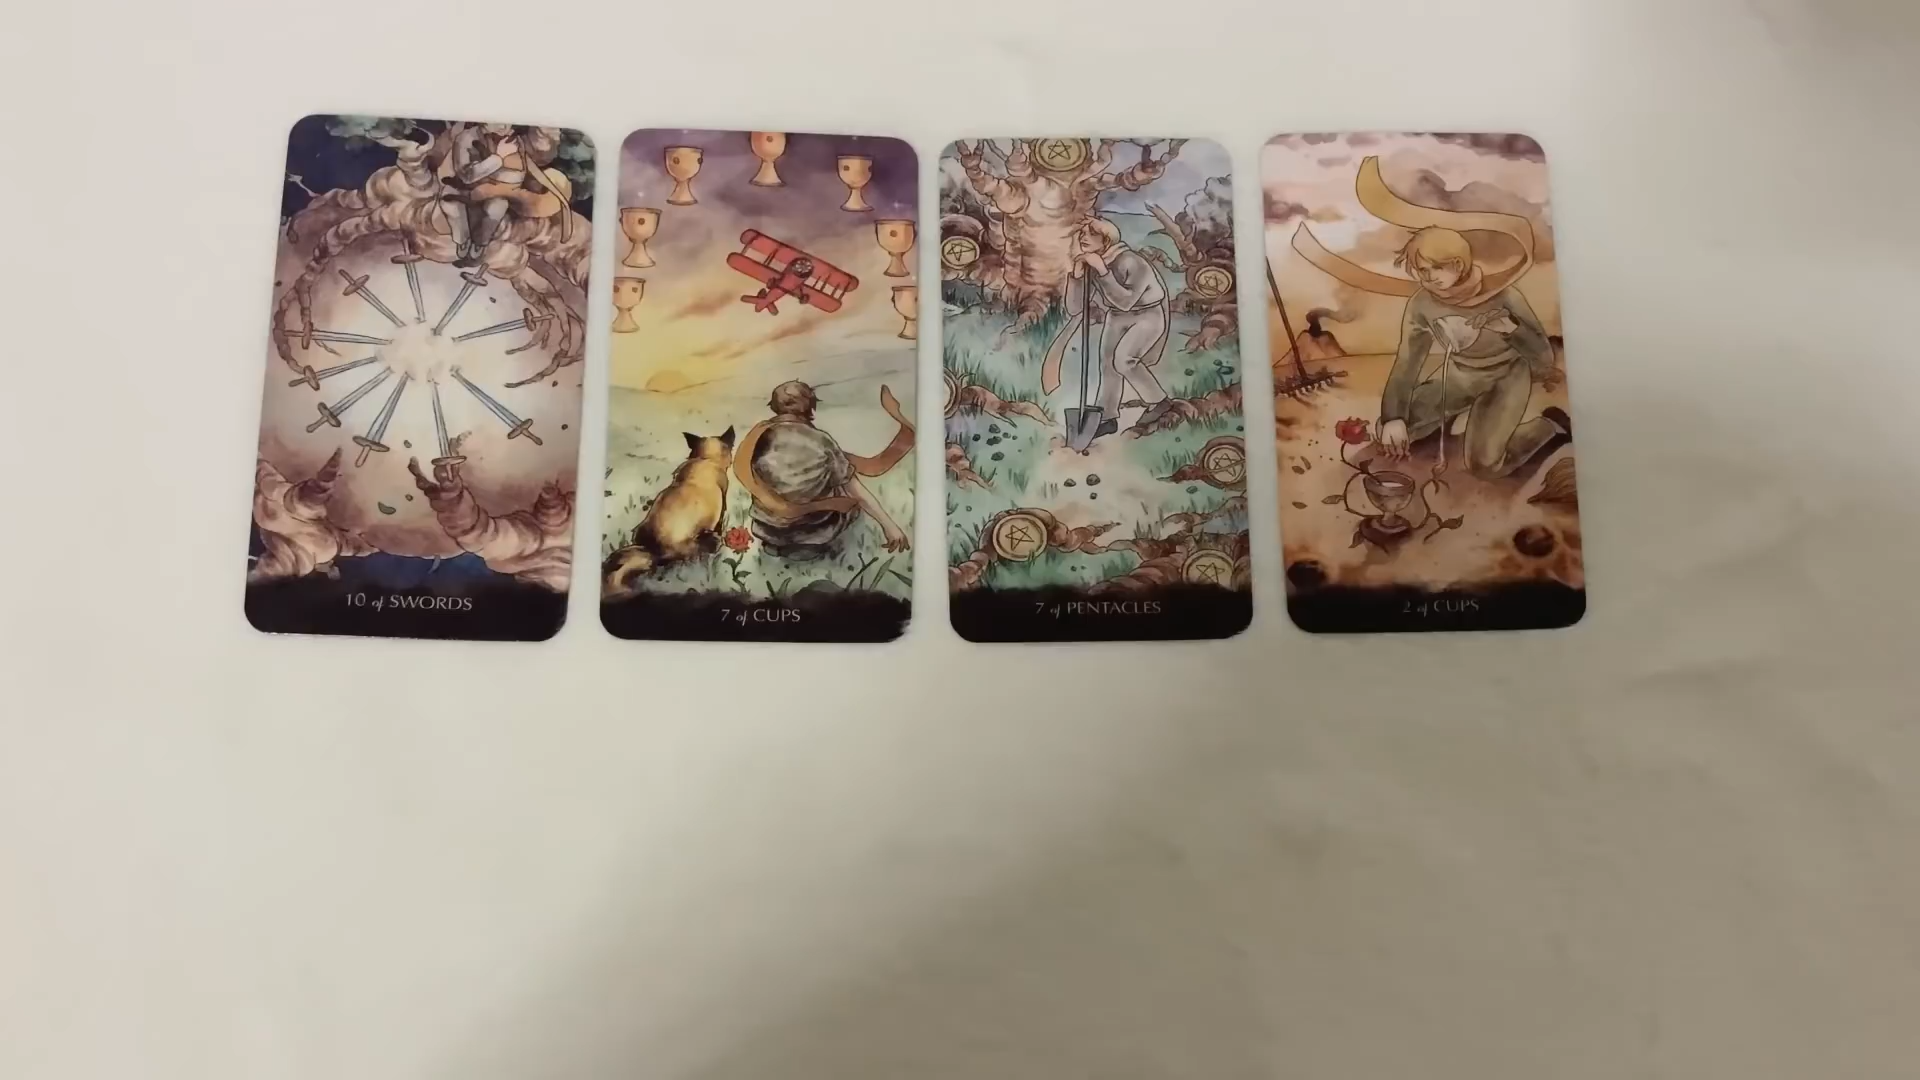 10 of SWORDS
7 of CUPS
7 of PENTACLES
2 of CUPS